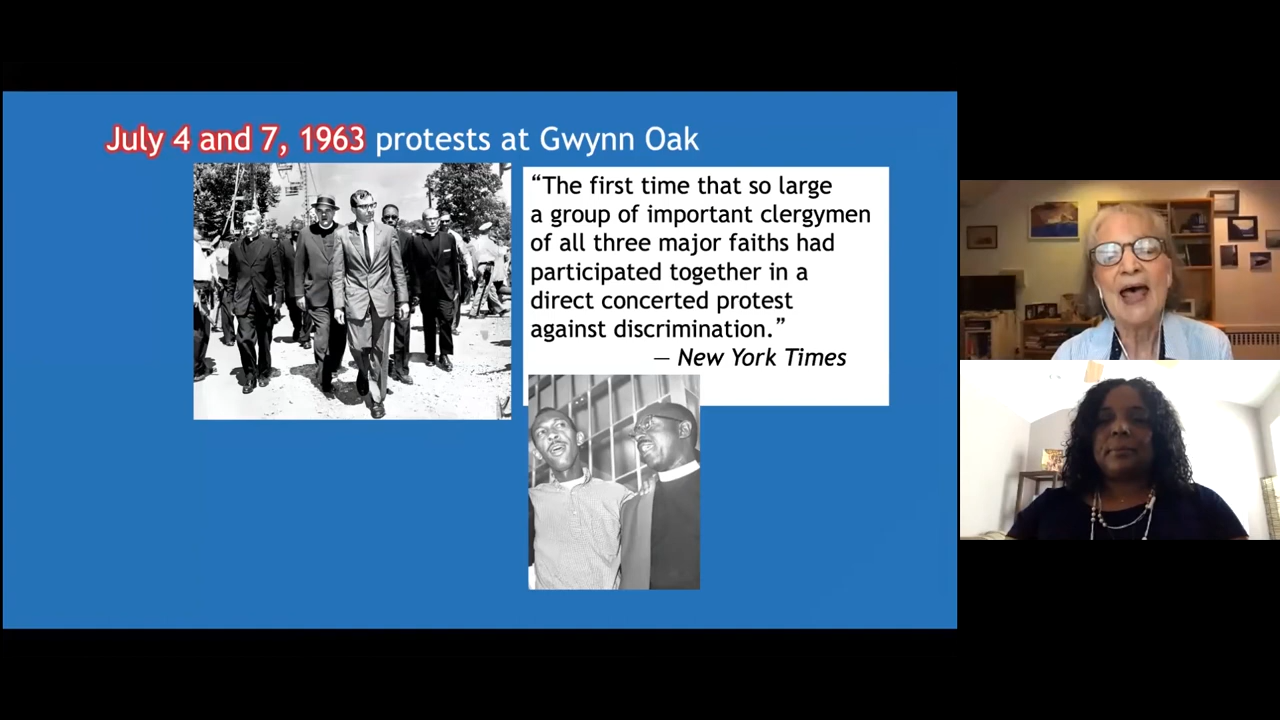 July 4 and 7, 1963 protests at Gwynn Oak
“The first time that so large
a group of important clergymen
of all three major faiths had
participated together in a
direct concerted protest
against discrimination.”
— New York Times